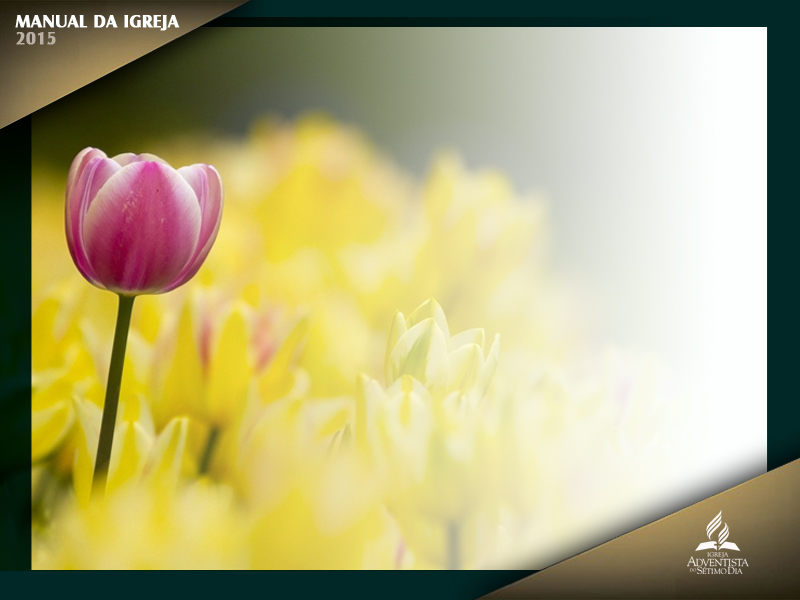 MANUAL DA IGREJA
2015
IGREJA
ADVENTISTA
DO SÉTIMO DIA